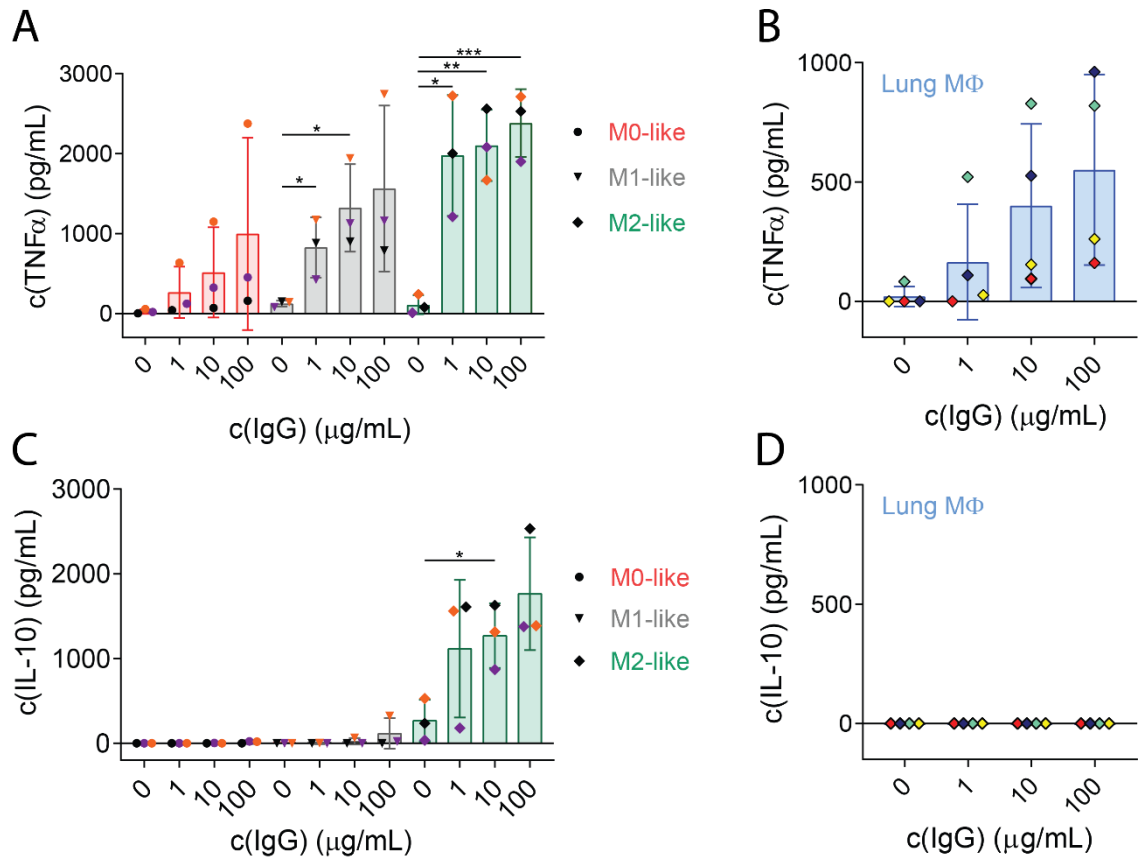 A
c(TNFα) (pg/mL)
3000
2000
1000
0
* * * ** ***
0 1 10 100 0 1 10 100 0 1 10 100
c(IgG) (μg/mL)
M0-like
M1-like
M2-like
B
Lung MΦ
c(TNFα) (pg/mL)
1000
500
0
0 1 10 100
c(IgG) (μg/mL)
C
c(IL-10) (pg/mL)
3000
2000
1000
0
*
0 1 10 100 0 1 10 100 0 1 10 100
c(IgG) (μg/mL)
M0-like
M1-like
M2-like
D
Lung MΦ
c(IL-10) (pg/mL)
1000
500
0
0 1 10 100
c(IgG) (μg/mL)